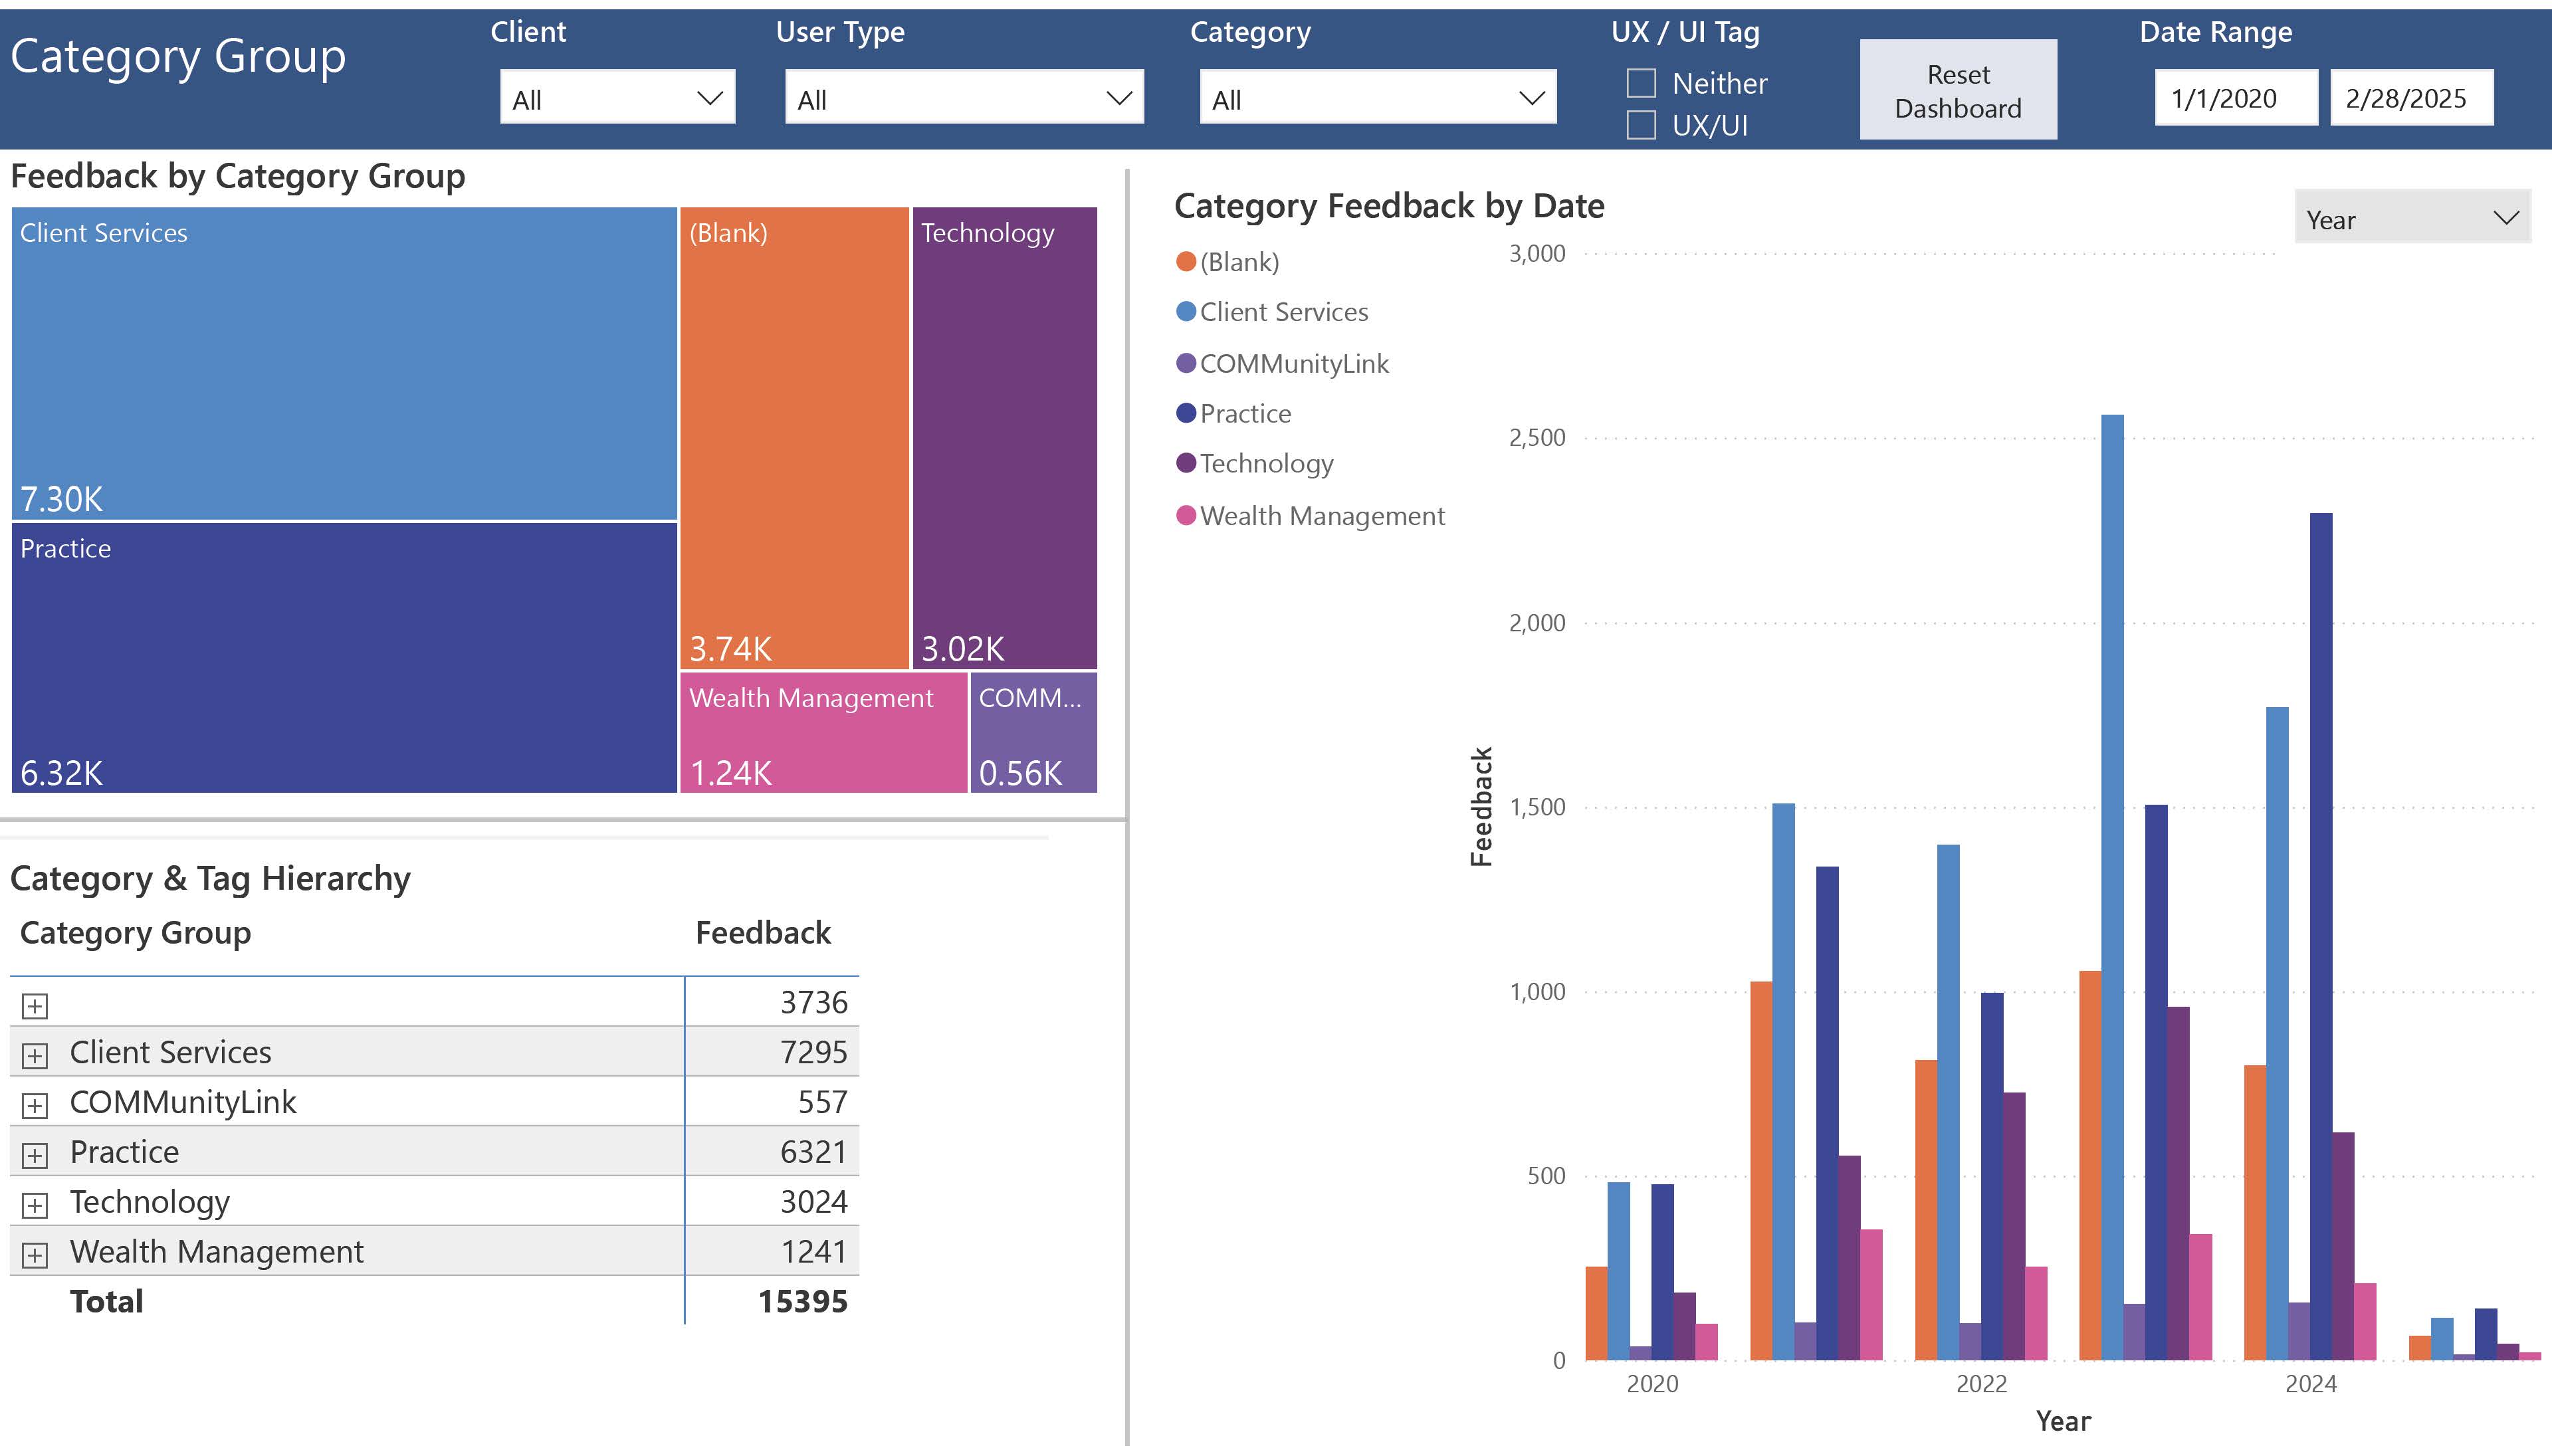 Category Group
Client
All
User Type
All
Category
All
UX / UI Tag
Neither
UX/UI
Reset
Dashboard
Date Range
1/1/2020
2/28/2025
Feedback by Category Group
Client Services
7.30K
Practice
6.32K
(Blank)
3.74K
Technology
3.02K
Wealth Management
1.24K
COMM...
0.56K
Category & Tag Hierarchy
Category Group Feedback
3736
Client Services 7295
COMMunityLink 557
Practice 6321
Technology 3024
Wealth Management 1241
Total 15395
Category Feedback by Date
Year
(Blank)
Client Services
COMMunityLink
Practice
Technology
Wealth Management
3,000
2,500
2,000
1,500
1,000
500
0
Feedback
2020 2022 2024
Year